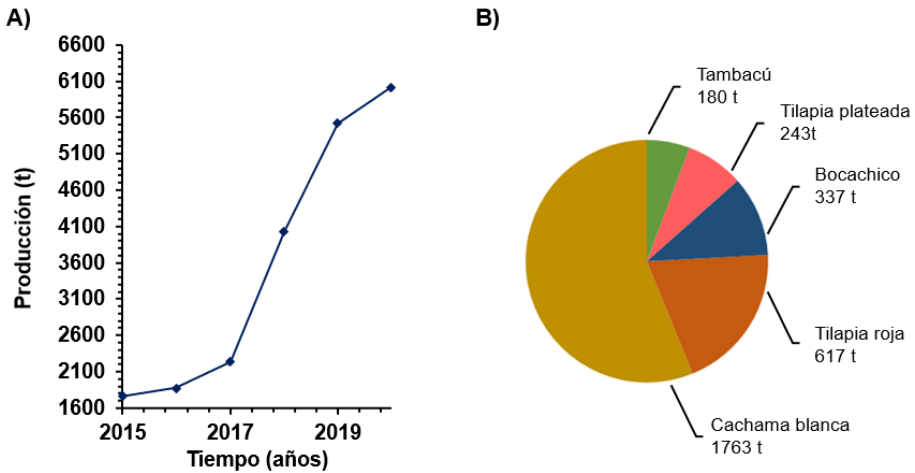 A)
Producción (t)
6600
6100
5600
5100
4600
4100
3600
3100
2600
2100
1600
2015 2017 2019
Tiempo (años)
B)
Tambacú
180 t
Tilapia plateada
243t
Bocachico
337 t
Tilapia roja
617 t
Cachama blanca
1763 t